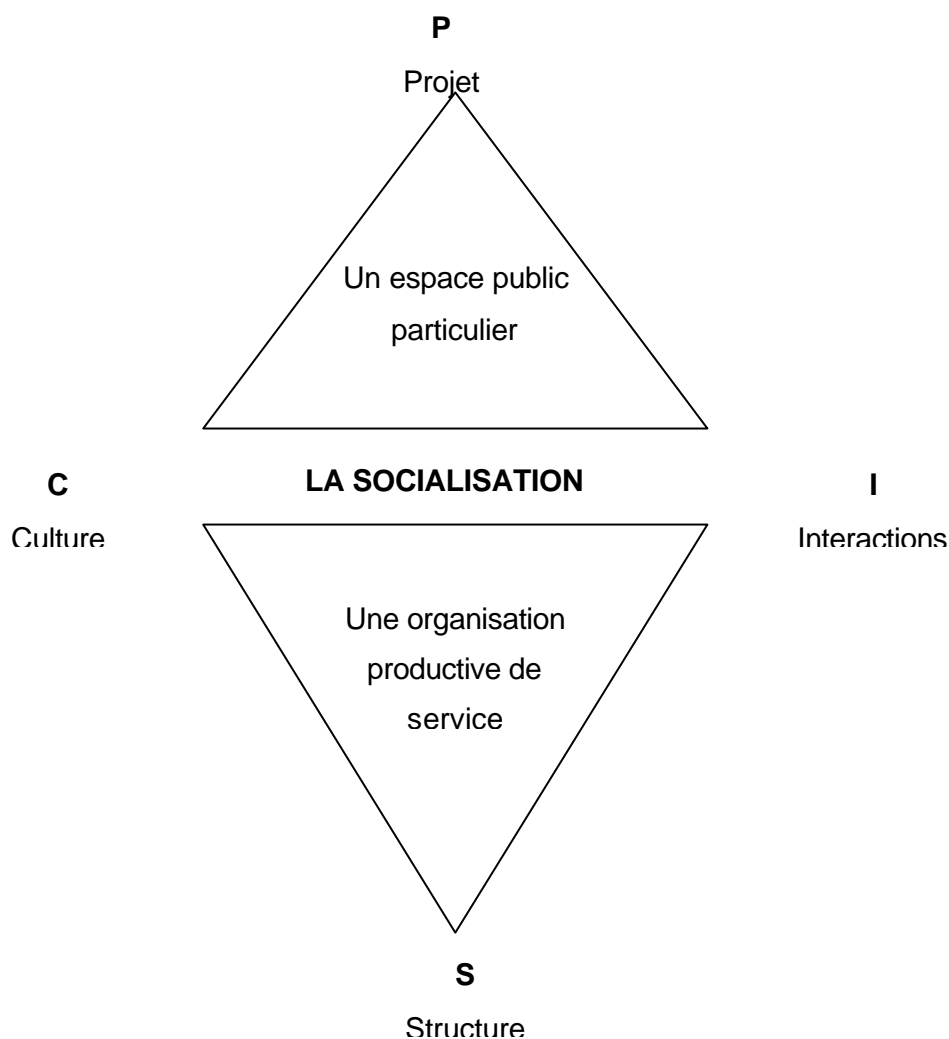 P
Projet
Un espace public
particulier
C
LA SOCIALISATION
I
Culture
Interactions
Une organisation
productive de
service
S
Structure